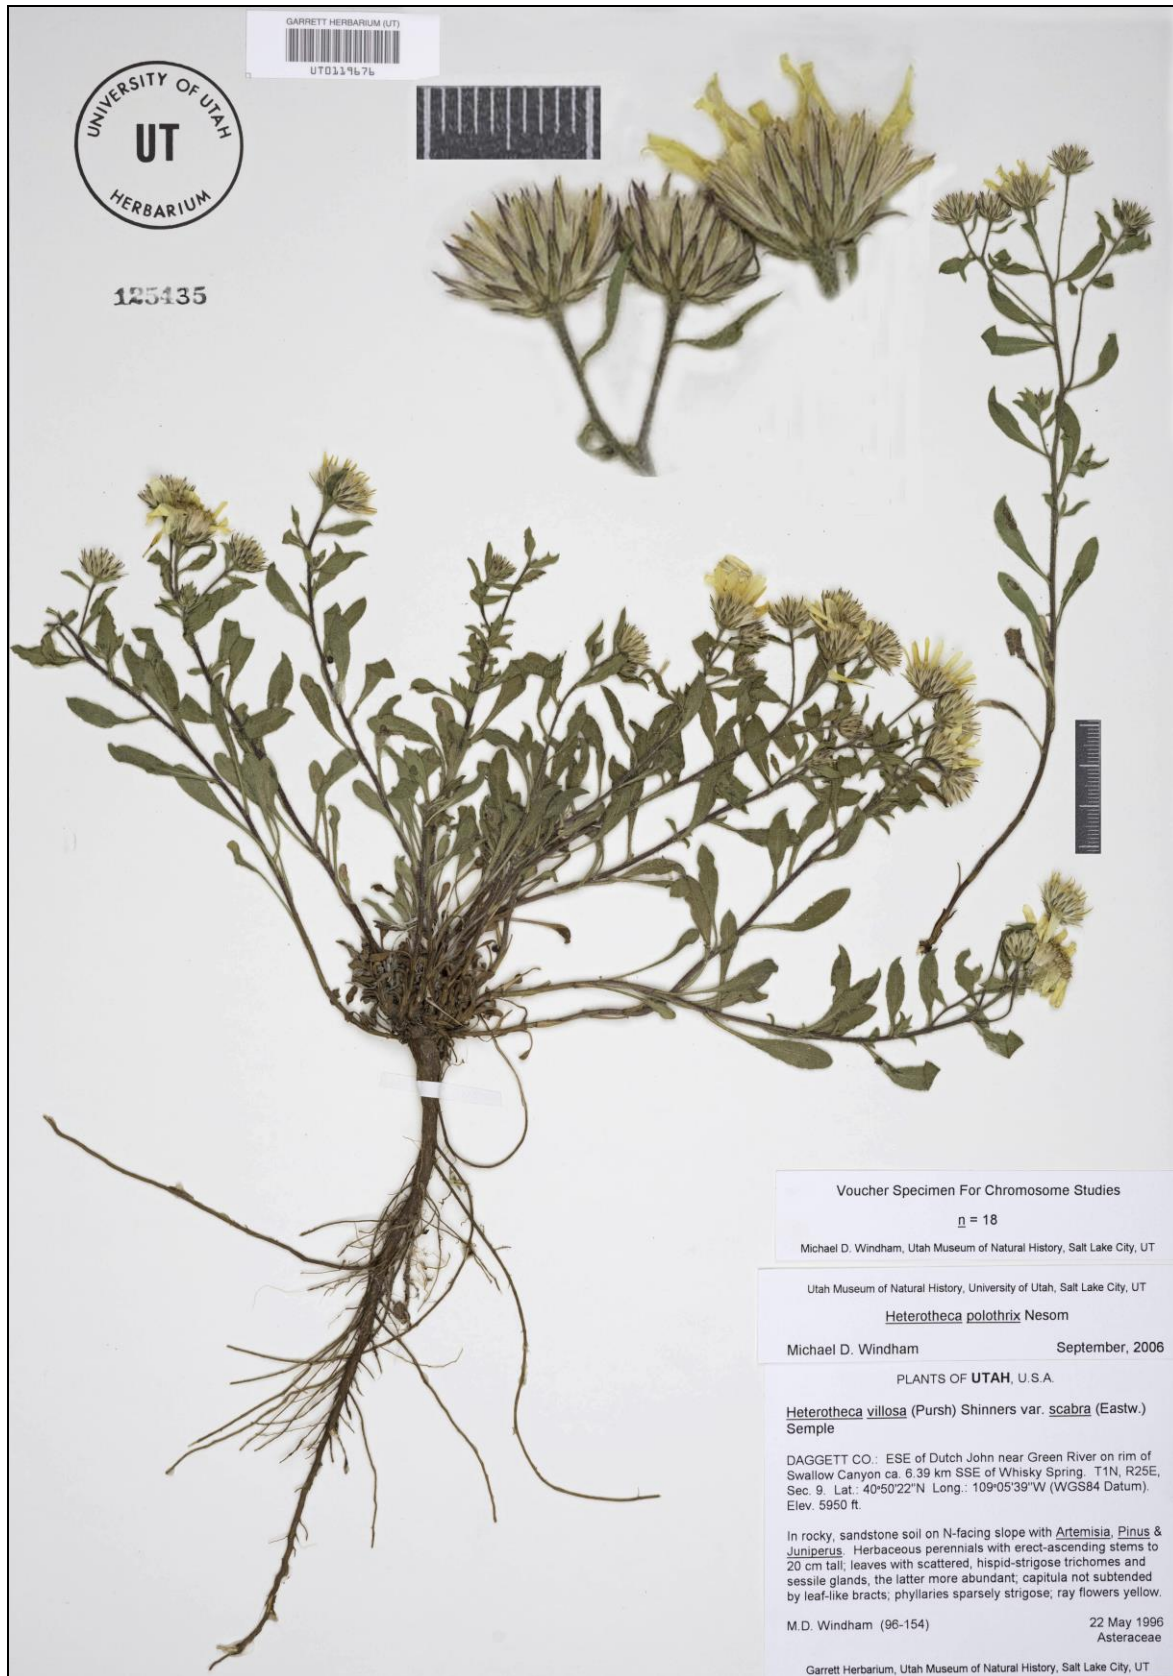 GARRETT HERBARIUM (UT)
UT0119676
UNIVERSITY OF UTAH
UT
HERBARIUM
125435
Voucher Specimen For Chromosome Studies
n = 18
Michael D. Windham, Utah Museum of Natural History, Salt Lake City, UT
Utah Museum of Natural History, University of Utah, Salt Lake City, UT
Heterotheca polothrix Nesom
Michael D. Windham September, 2006
PLANTS OF UTAH, U.S.A.
Heterotheca villosa (Pursh) Shinners var. scabra (Eastw.)
Semple
DAGGETT CO.: ESE of Dutch John near Green River on rim of
Swallow Canyon ca. 6.39 km SSE of Whisky Spring. T1N, R25E,
Sec. 9. Lat.: 40°50'22"N Long.: 109°05'39"W (WGS84 Datum).
Elev. 5950 ft.
In rocky, sandstone soil on N-facing slope with Artemisia, Pinus &
Juniperus. Herbaceous perennials with erect-ascending stems to
20 cm tall; leaves with scattered, hispid-strigose trichomes and
sessile glands, the latter more abundant; capitula not subtended
by leaf-like bracts; phyllaries sparsely strigose; ray flowers yellow.
M.D. Windham (96-154) 22 May 1996
Asteraceae
Garrett Herbarium, Utah Museum of Natural History, Salt Lake City, UT